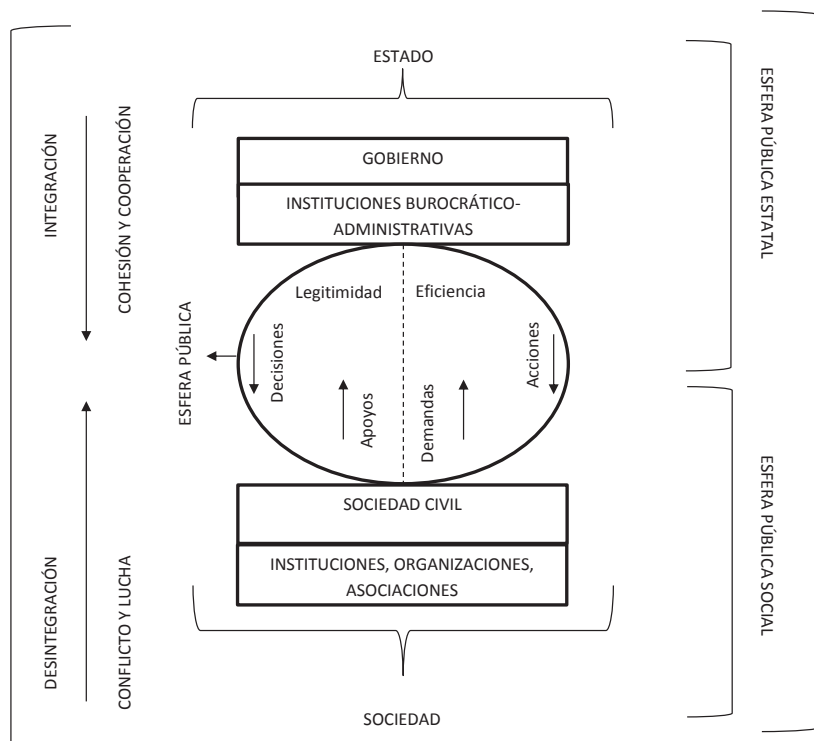 ESTADO
GOBIERNO
INSTITUCIONES BUROCRÁTICO-
ADMINISTRATIVAS
INTEGRACIÓN
COHESIÓN Y COOPERACIÓN
ESFERA PÚBLICA ESTATAL
Legitimidad
Eficiencia
ESFERA PÚBLICA
Decisiones
Apoyos
Demandas
Acciones
SOCIEDAD CIVIL
INSTITUCIONES, ORGANIZACIONES,
ASOCIACIONES
DESINTEGRACIÓN
CONFLICTO Y LUCHA
ESFERA PÚBLICA SOCIAL
SOCIEDAD